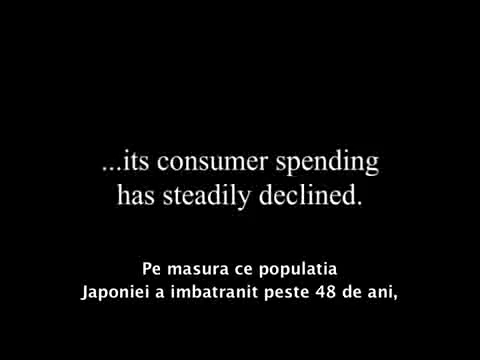 ...its consumer spending
has steadily declined.
Pe masura ce populatia
Japoniei a imbatranit peste 48 de ani,